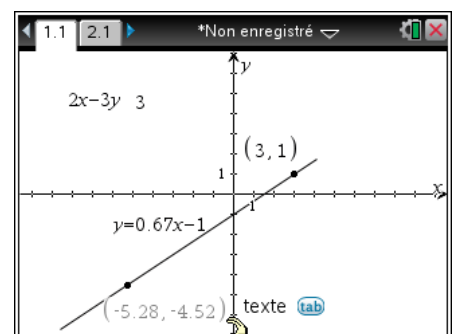 1.1 2.1 *Non enregistré
y
2x−3y 3
(3, 1)
1
x
1
y=0.67x−1
(-5.28, -4.52) texte tab